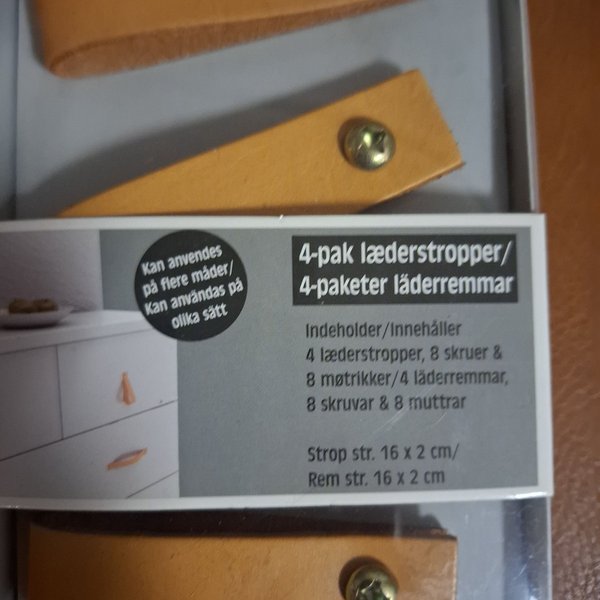 Kan anvendes
på flere måder/
Kan användas på
olika sätt
4-pak læderstropper/
4-paketer läderremmar
Indeholder/Innehåller
4 læderstropper, 8 skruer &
8 møtrikker/4 läderremmar,
8 skruvar & 8 muttrar
Strop str. 16 x 2 cm/
Rem str. 16 x 2 cm